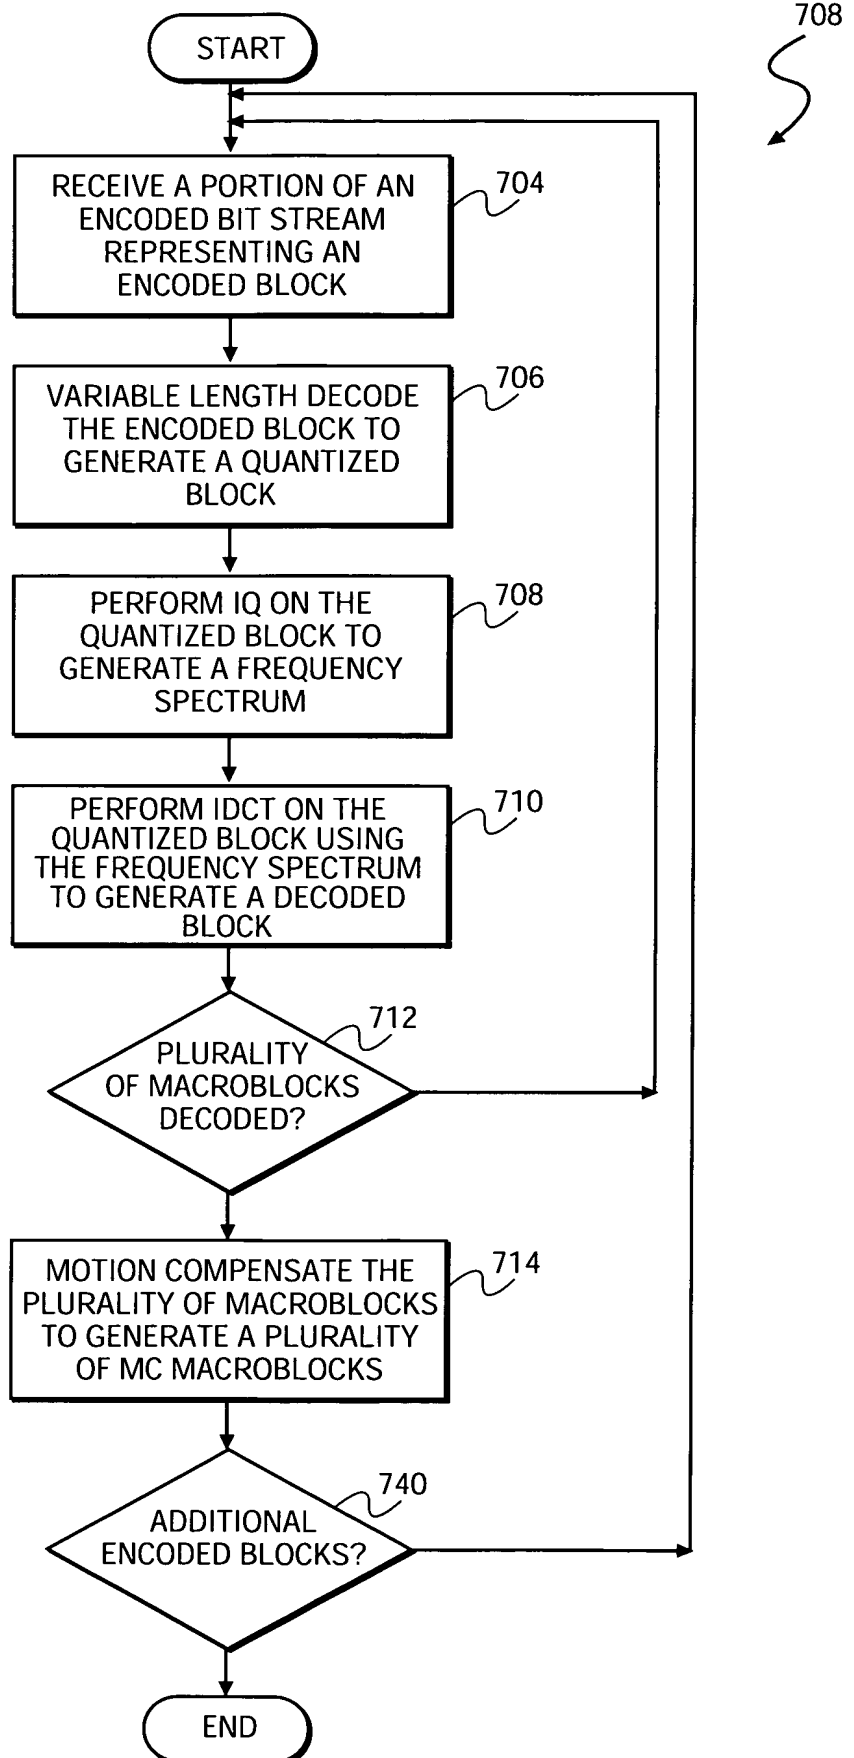 708
START
RECEIVE A PORTION OF AN
ENCODED BIT STREAM
REPRESENTING AN
ENCODED BLOCK
704
VARIABLE LENGTH DECODE
THE ENCODED BLOCK TO
GENERATE A QUANTIZED
BLOCK
706
PERFORM IQ ON THE
QUANTIZED BLOCK TO
GENERATE A FREQUENCY
SPECTRUM
708
PERFORM IDCT ON THE
QUANTIZED BLOCK USING
THE FREQUENCY SPECTRUM
TO GENERATE A DECODED
BLOCK
710
PLURALITY
OF MACROBLOCKS
DECODED?
712
MOTION COMPENSATE THE
PLURALITY OF MACROBLOCKS
TO GENERATE A PLURALITY
OF MC MACROBLOCKS
714
ADDITIONAL
ENCODED BLOCKS?
740
END